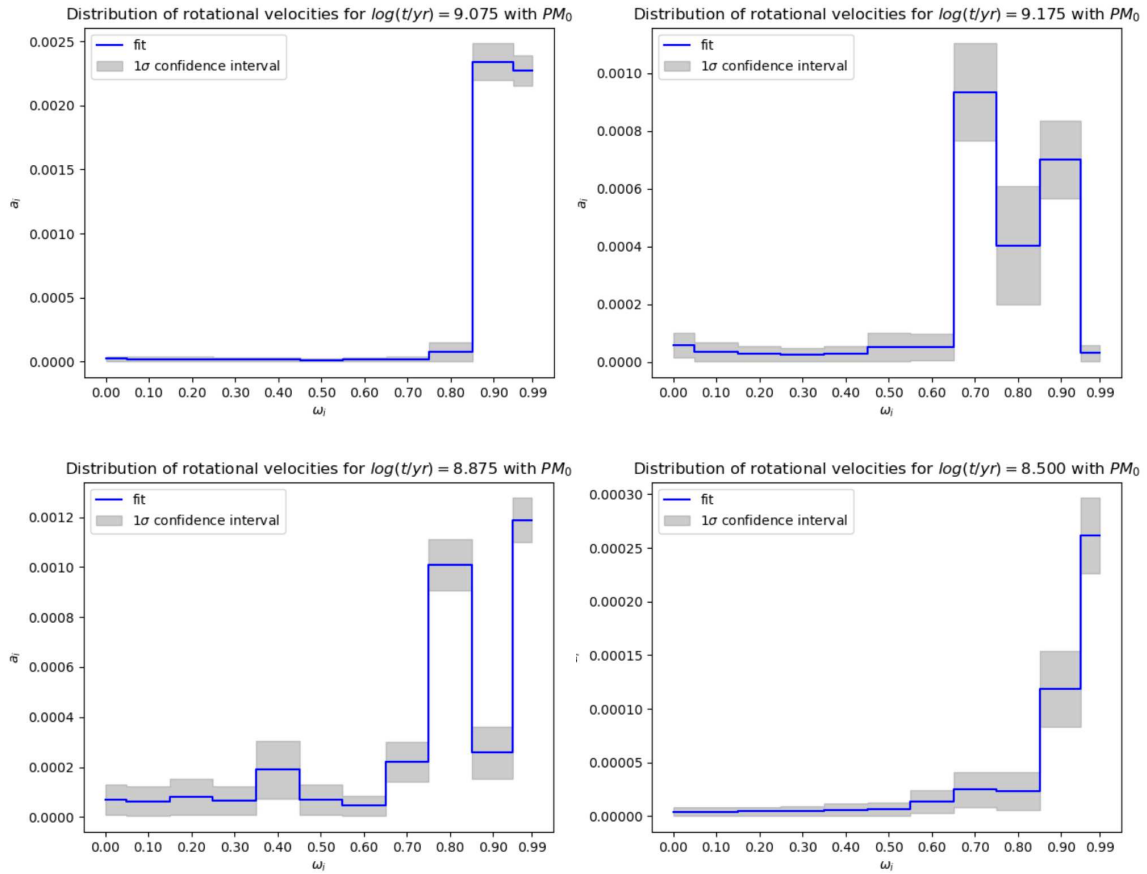 Distribution of rotational velocities for log(t/yr) = 9.075 with PM₀
fit
1σ confidence interval
0.0025
0.0020
0.0015
0.0010
0.0005
0.0000
aᵢ
0.00 0.10 0.20 0.30 0.40 0.50 0.60 0.70 0.80 0.90 0.99
ωᵢ
Distribution of rotational velocities for log(t/yr) = 9.175 with PM₀
fit
1σ confidence interval
0.0010
0.0008
0.0006
0.0004
0.0002
0.0000
aᵢ
0.00 0.10 0.20 0.30 0.40 0.50 0.60 0.70 0.80 0.90 0.99
ωᵢ
Distribution of rotational velocities for log(t/yr) = 8.875 with PM₀
fit
1σ confidence interval
0.0012
0.0010
0.0008
0.0006
0.0004
0.0002
0.0000
aᵢ
0.00 0.10 0.20 0.30 0.40 0.50 0.60 0.70 0.80 0.90 0.99
ωᵢ
Distribution of rotational velocities for log(t/yr) = 8.500 with PM₀
fit
1σ confidence interval
0.00030
0.00025
0.00020
0.00015
0.00010
0.00005
0.00000
0.00 0.10 0.20 0.30 0.40 0.50 0.60 0.70 0.80 0.90 0.99
ωᵢ